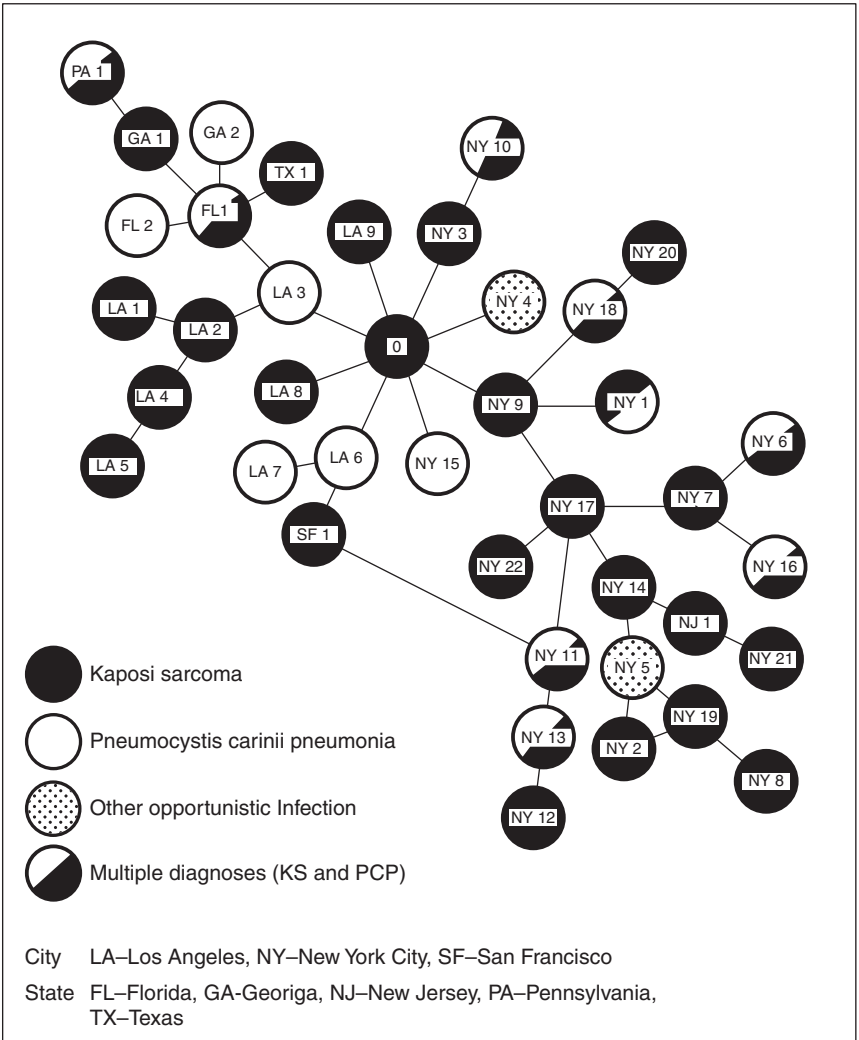 PA 1
GA 1
GA 2
TX 1
NY 10
FL1
FL 2
LA 9
NY 3
NY 20
LA 3
NY 4
NY 18
LA 1
LA 2
0
LA 8
NY 9
NY 1
LA 4
LA 5
LA 7
LA 6
NY 15
NY 6
NY 17
NY 7
SF 1
NY 22
NY 14
NY 16
NJ 1
NY 11
NY 5
NY 21
NY 13
NY 2
NY 19
NY 8
NY 12
Kaposi sarcoma
Pneumocystis carinii pneumonia
Other opportunistic Infection
Multiple diagnoses (KS and PCP)
City LA–Los Angeles, NY–New York City, SF–San Francisco
State FL–Florida, GA-Georiga, NJ–New Jersey, PA–Pennsylvania,
TX–Texas